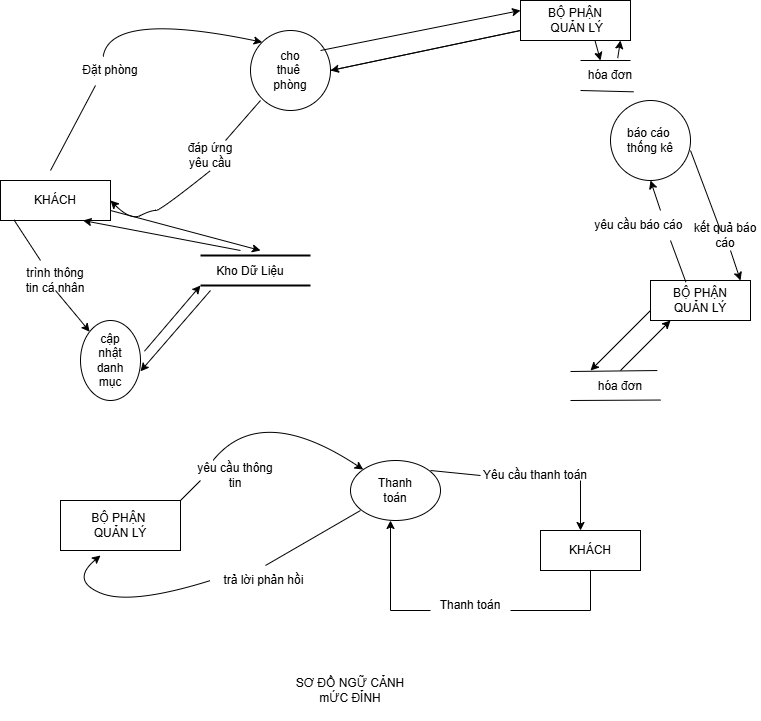 BỘ PHẬN
QUẢN LÝ
cho
thuê
phòng
Đặt phòng
hóa đơn
báo cáo
thống kê
đáp ứng
yêu cầu
KHÁCH
yêu cầu báo cáo
kết quả báo
cáo
trình thông
tin cá nhân
Kho Dữ Liệu
BỘ PHẬN
QUẢN LÝ
cập
nhật
danh
mục
hóa đơn
yêu cầu thông
tin
Thanh
toán
Yêu cầu thanh toán
BỘ PHẬN
QUẢN LÝ
KHÁCH
trả lời phản hồi
Thanh toán
SƠ ĐỒ NGỮ CẢNH
mỨC ĐỈNH